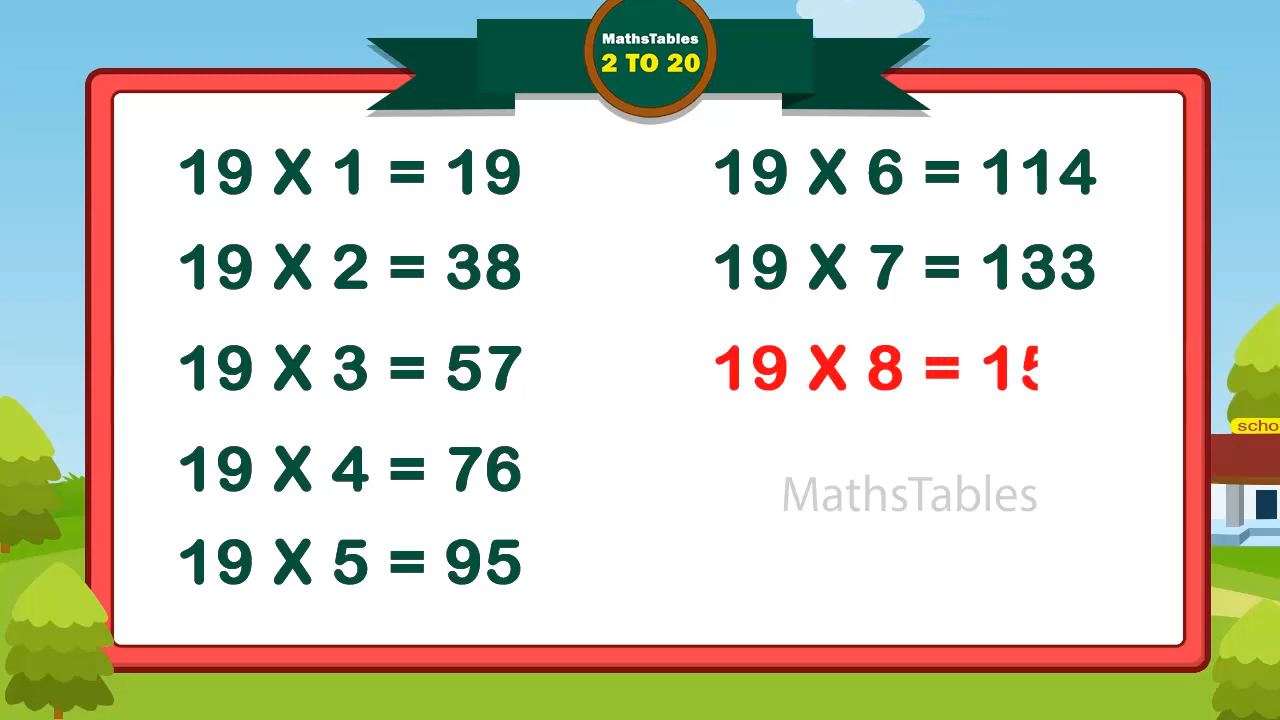 MathsTables
2 TO 20
19 X 1 = 19
19 X 2 = 38
19 X 3 = 57
19 X 4 = 76
19 X 5 = 95
19 X 6 = 114
19 X 7 = 133
19 X 8 = 15
scho
MathsTables